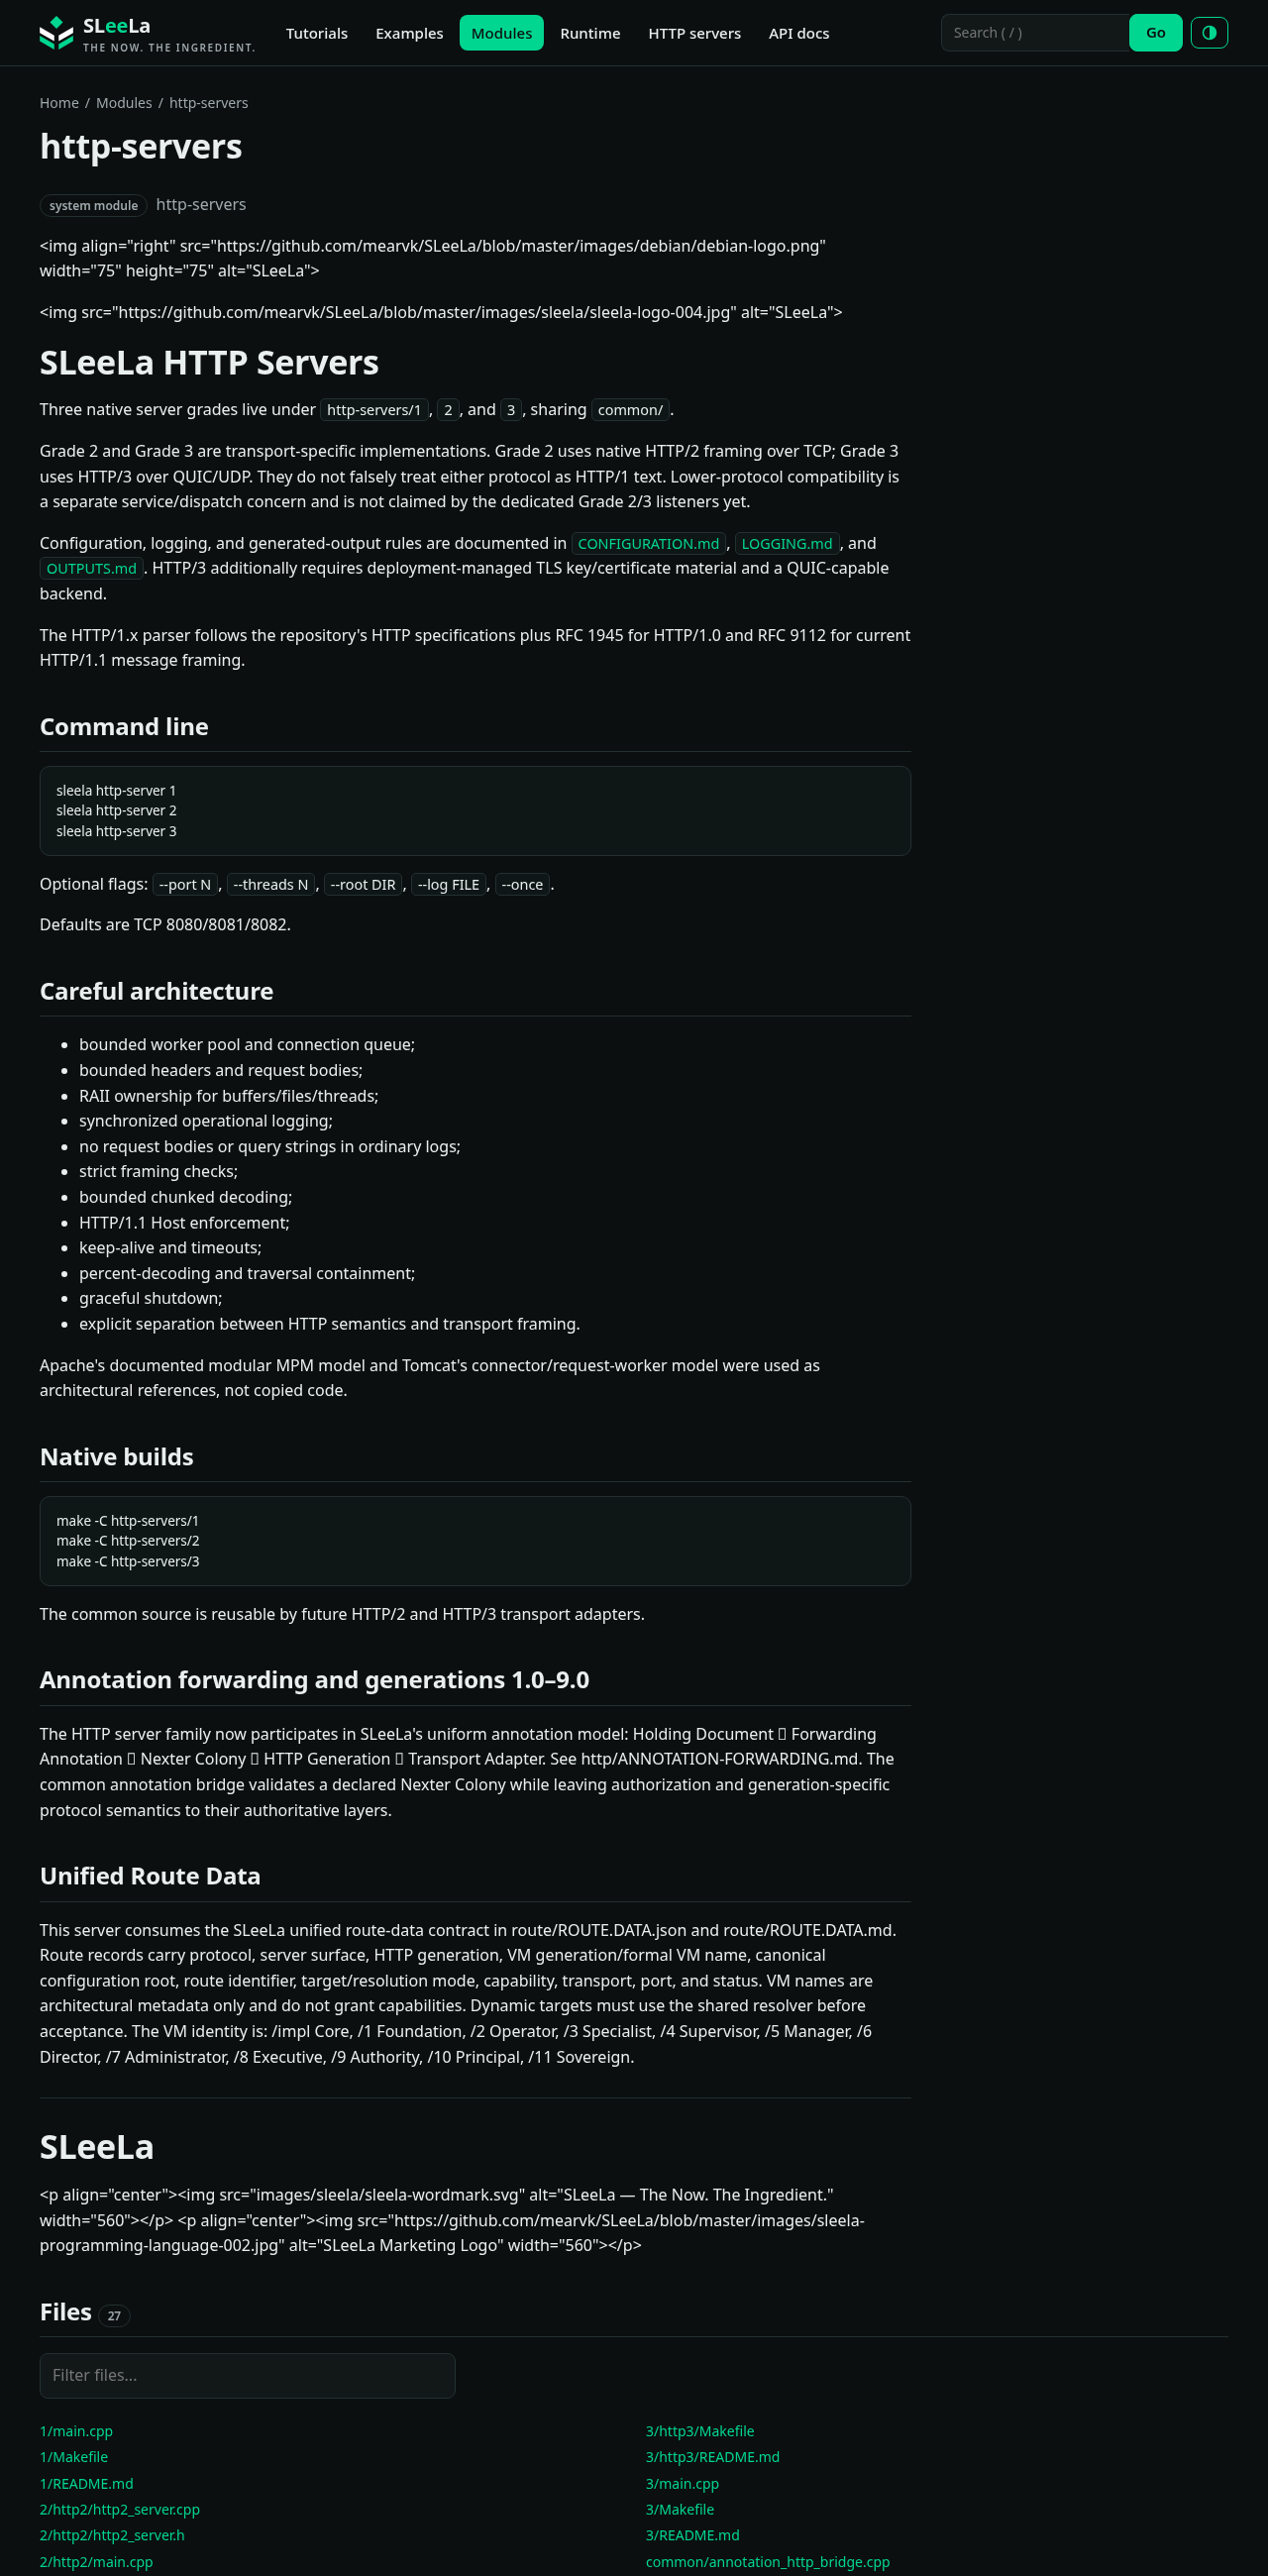 SLeeLa
THE NOW. THE INGREDIENT.
Tutorials
Examples
Modules
Runtime
HTTP servers
API docs
Search ( / )
Go
Home / Modules / http-servers
http-servers
system module http-servers
<img align="right" src="https://github.com/mearvk/SLeeLa/blob/master/images/debian/debian-logo.png"
width="75" height="75" alt="SLeeLa">
<img src="https://github.com/mearvk/SLeeLa/blob/master/images/sleela/sleela-logo-004.jpg" alt="SLeeLa">
SLeeLa HTTP Servers
Three native server grades live under http-servers/1, 2, and 3, sharing common/.
Grade 2 and Grade 3 are transport-specific implementations. Grade 2 uses native HTTP/2 framing over TCP; Grade 3
uses HTTP/3 over QUIC/UDP. They do not falsely treat either protocol as HTTP/1 text. Lower-protocol compatibility is
a separate service/dispatch concern and is not claimed by the dedicated Grade 2/3 listeners yet.
Configuration, logging, and generated-output rules are documented in CONFIGURATION.md, LOGGING.md, and
OUTPUTS.md. HTTP/3 additionally requires deployment-managed TLS key/certificate material and a QUIC-capable
backend.
The HTTP/1.x parser follows the repository's HTTP specifications plus RFC 1945 for HTTP/1.0 and RFC 9112 for current
HTTP/1.1 message framing.
Command line
sleela http-server 1
sleela http-server 2
sleela http-server 3
Optional flags: --port N, --threads N, --root DIR, --log FILE, --once.
Defaults are TCP 8080/8081/8082.
Careful architecture
• bounded worker pool and connection queue;
• bounded headers and request bodies;
• RAII ownership for buffers/files/threads;
• synchronized operational logging;
• no request bodies or query strings in ordinary logs;
• strict framing checks;
• bounded chunked decoding;
• HTTP/1.1 Host enforcement;
• keep-alive and timeouts;
• percent-decoding and traversal containment;
• graceful shutdown;
• explicit separation between HTTP semantics and transport framing.
Apache's documented modular MPM model and Tomcat's connector/request-worker model were used as
architectural references, not copied code.
Native builds
make -C http-servers/1
make -C http-servers/2
make -C http-servers/3
The common source is reusable by future HTTP/2 and HTTP/3 transport adapters.
Annotation forwarding and generations 1.0–9.0
The HTTP server family now participates in SLeeLa's uniform annotation model: Holding Document Forwarding
Annotation Nexter Colony HTTP Generation Transport Adapter. See http/ANNOTATION-FORWARDING.md. The
common annotation bridge validates a declared Nexter Colony while leaving authorization and generation-specific
protocol semantics to their authoritative layers.
Unified Route Data
This server consumes the SLeeLa unified route-data contract in route/ROUTE.DATA.json and route/ROUTE.DATA.md.
Route records carry protocol, server surface, HTTP generation, VM generation/formal VM name, canonical
configuration root, route identifier, target/resolution mode, capability, transport, port, and status. VM names are
architectural metadata only and do not grant capabilities. Dynamic targets must use the shared resolver before
acceptance. The VM identity is: /impl Core, /1 Foundation, /2 Operator, /3 Specialist, /4 Supervisor, /5 Manager, /6
Director, /7 Administrator, /8 Executive, /9 Authority, /10 Principal, /11 Sovereign.
SLeeLa
<p align="center"><img src="images/sleela/sleela-wordmark.svg" alt="SLeeLa — The Now. The Ingredient."
width="560"></p> <p align="center"><img src="https://github.com/mearvk/SLeeLa/blob/master/images/sleela-
programming-language-002.jpg" alt="SLeeLa Marketing Logo" width="560"></p>
Files 27
Filter files...
1/main.cpp
1/Makefile
1/README.md
2/http2/http2_server.cpp
2/http2/http2_server.h
2/http2/main.cpp
3/http3/Makefile
3/http3/README.md
3/main.cpp
3/Makefile
3/README.md
common/annotation_http_bridge.cpp